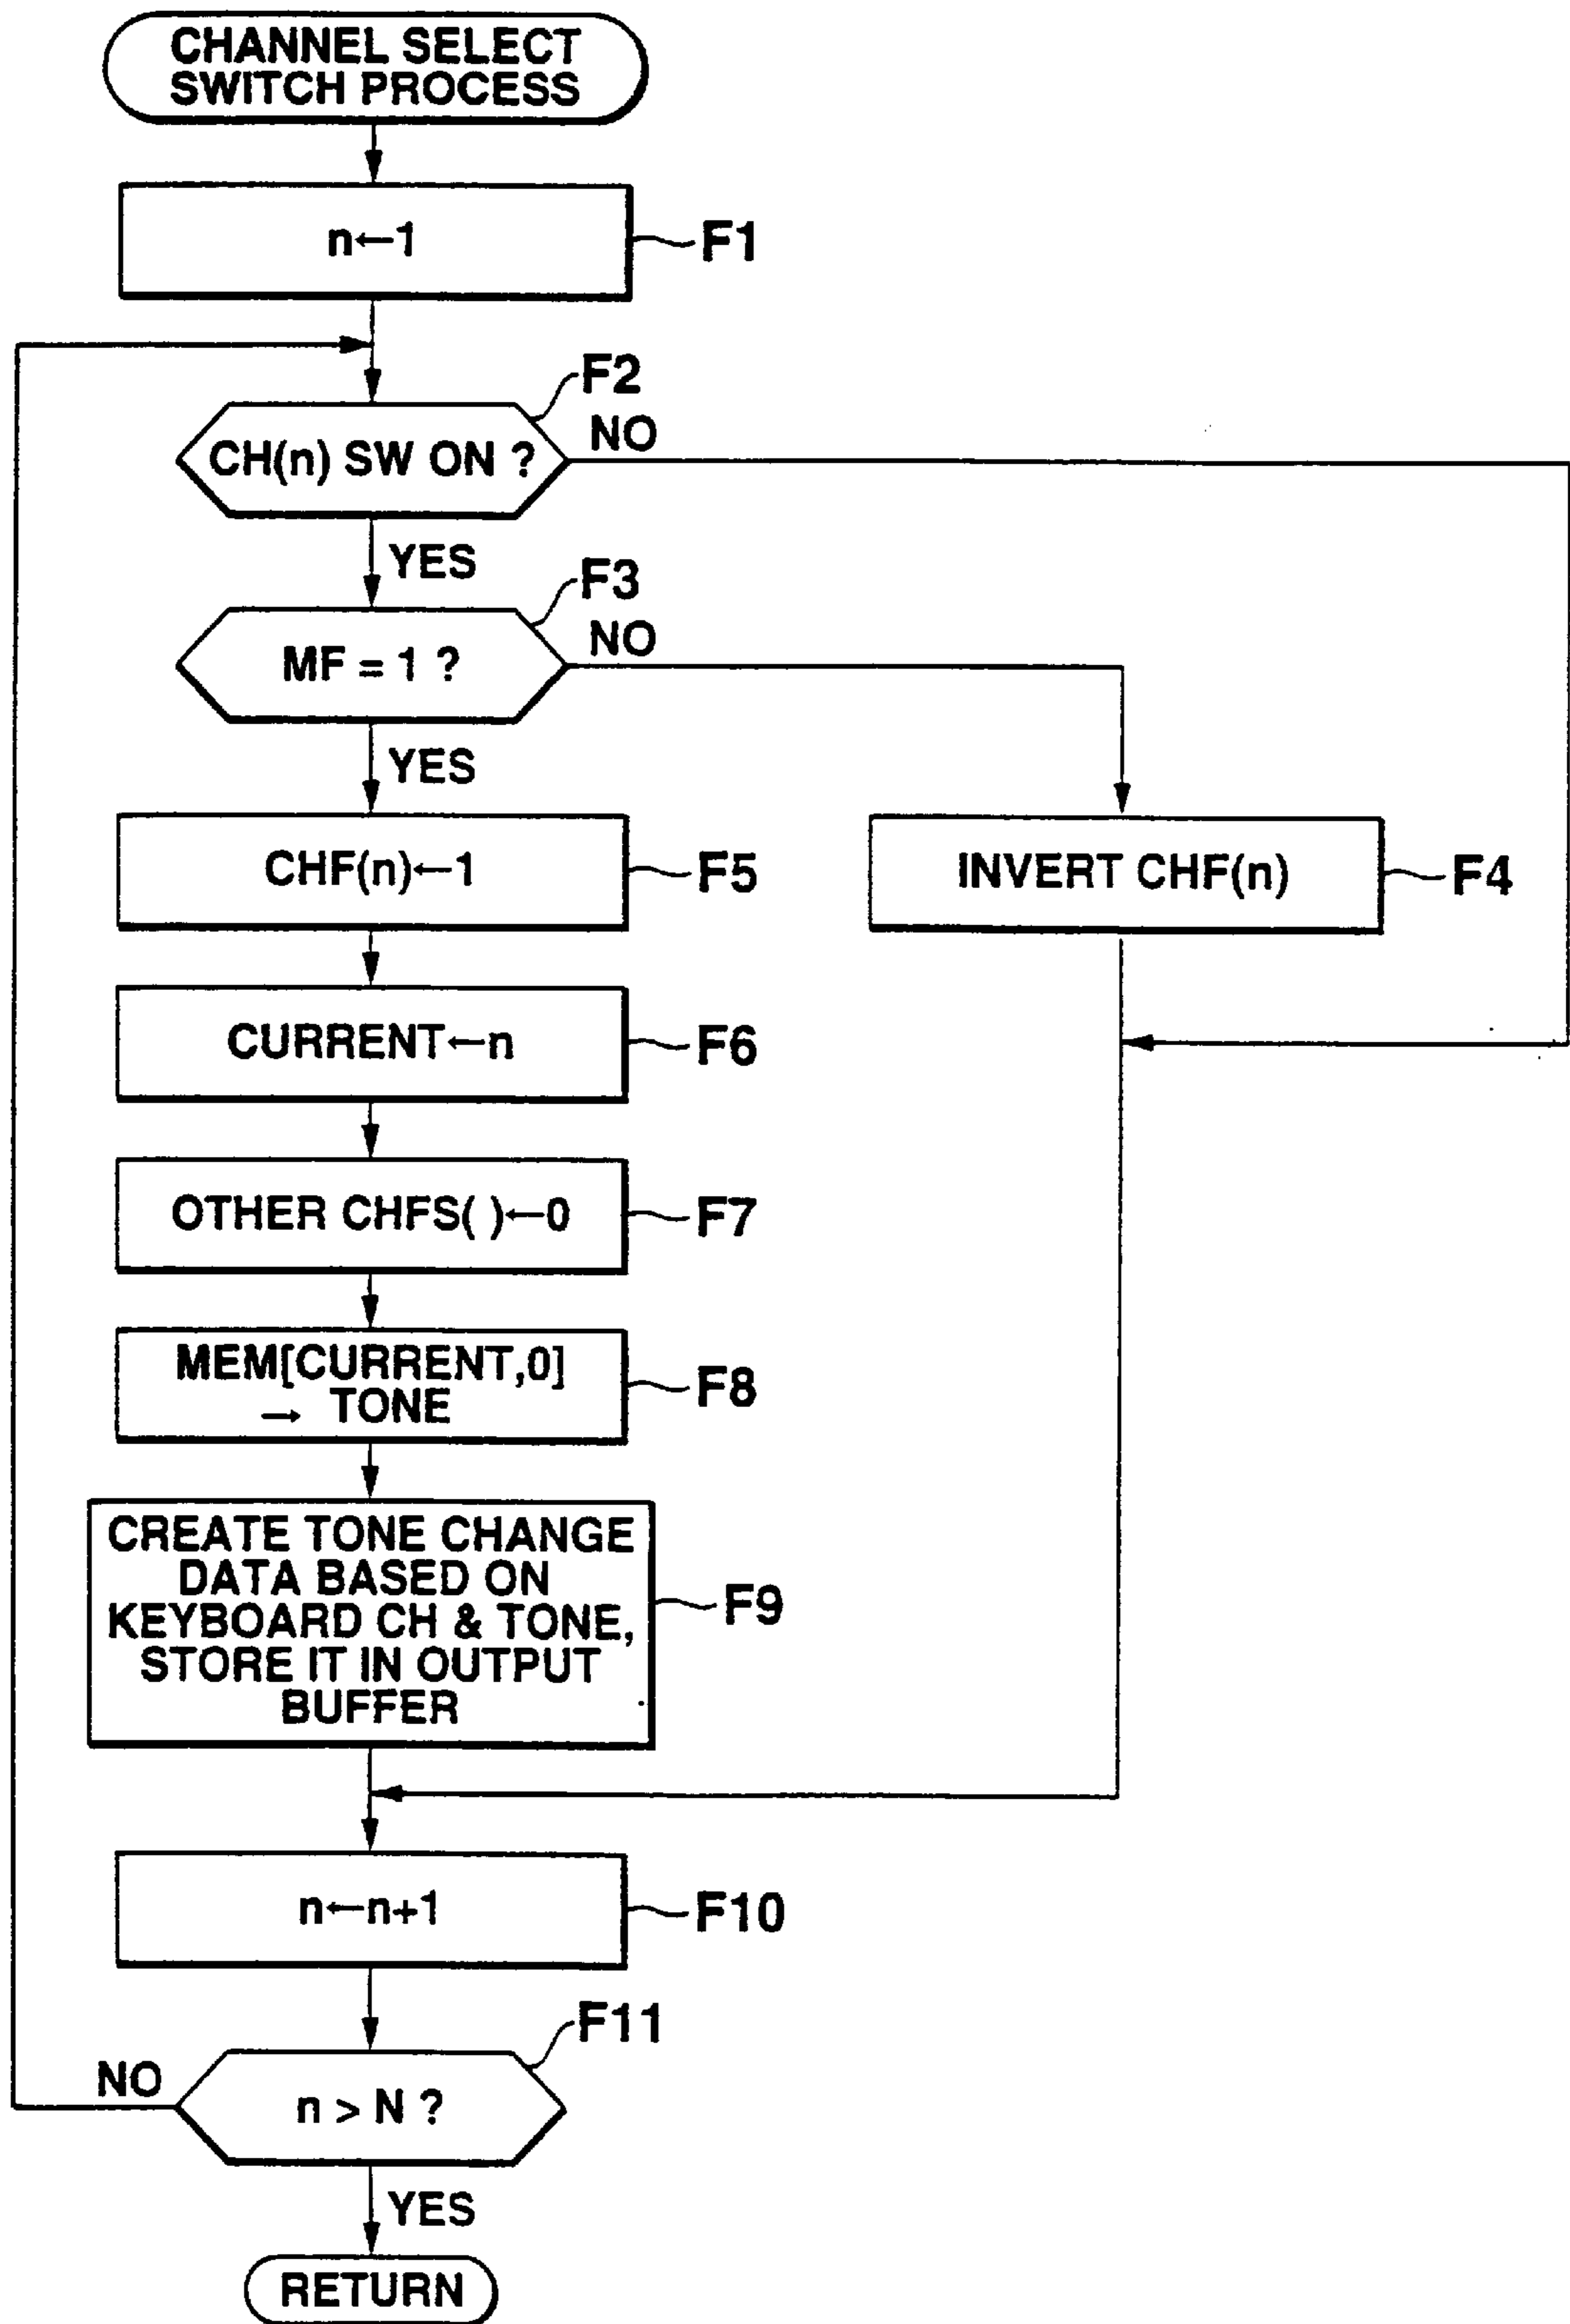 CHANNEL SELECT
SWITCH PROCESS
n←1
F1
F2
CH(n) SW ON ?
NO
YES
F3
MF = 1 ?
NO
YES
CHF(n)←1
F5
INVERT CHF(n)
F4
CURRENT←n
F6
OTHER CHFS( )←0
F7
MEM[CURRENT,0]
→ TONE
F8
CREATE TONE CHANGE
DATA BASED ON
KEYBOARD CH & TONE,
STORE IT IN OUTPUT
BUFFER
F9
n←n+1
F10
F11
NO
n > N ?
YES
RETURN